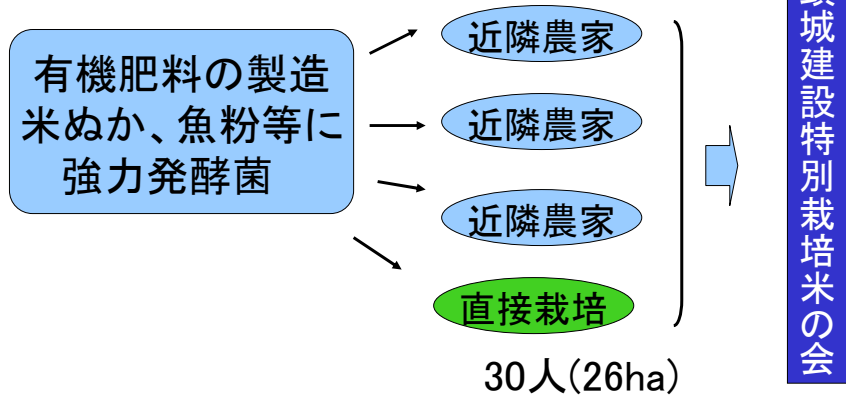 有機肥料の製造
米ぬか、魚粉等に
強力発酵菌
近隣農家
近隣農家
近隣農家
直接栽培
30人(26ha)
城建設特別栽培米の会